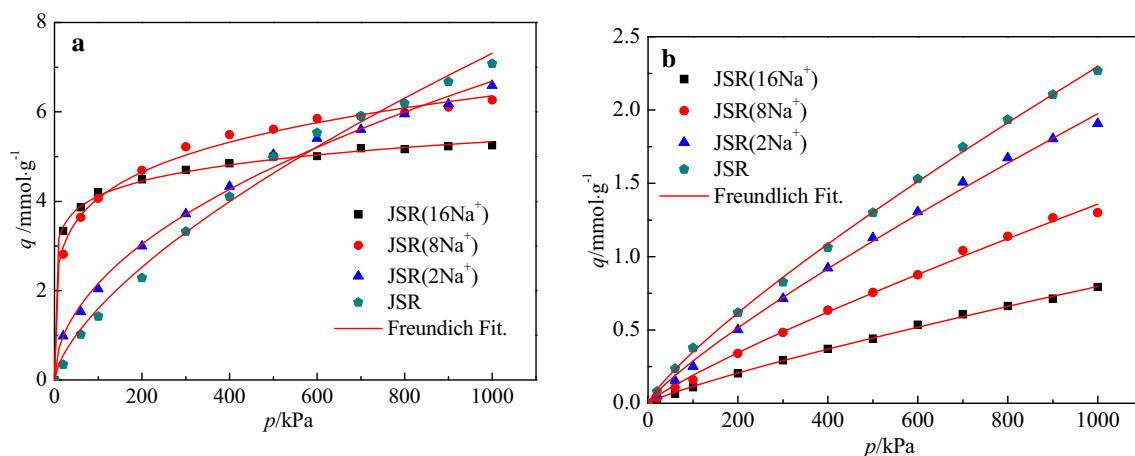 a
8
6
4
2
0
q /mmol·g⁻¹
JSR(16Na⁺)
JSR(8Na⁺)
JSR(2Na⁺)
JSR
Freundich Fit.
0 200 400 600 800 1000
p/kPa
b
2.5
2.0
1.5
1.0
0.5
0.0
q/mmol·g⁻¹
JSR(16Na⁺)
JSR(8Na⁺)
JSR(2Na⁺)
JSR
Freundlich Fit.
0 200 400 600 800 1000
p/kPa